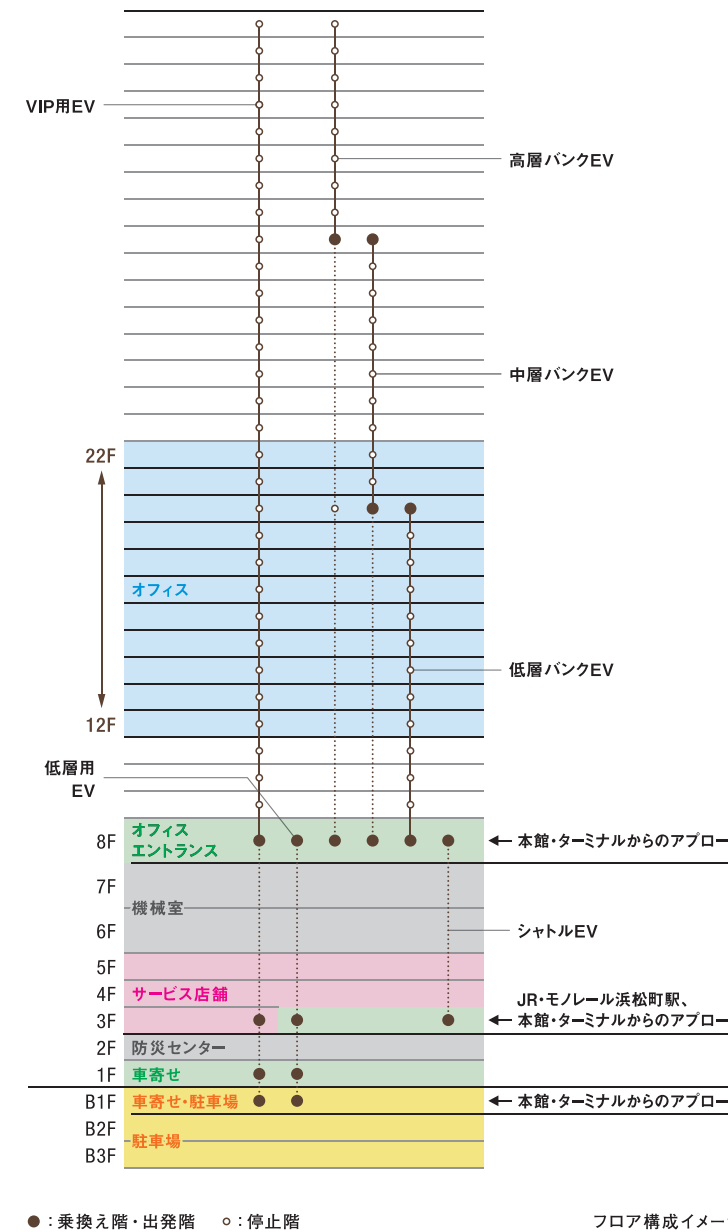 VIP用EV
高層バンクEV
中層バンクEV
22F
オフィス
低層バンクEV
12F
低層用
EV
8F
オフィス
エントランス
本館・ターミナルからのアプロー
7F
機械室
6F
シャトルEV
5F
4F
サービス店舗
JR・モノレール浜松町駅、
3F
本館・ターミナルからのアプロー
2F
防災センター
1F
車寄せ
B1F
車寄せ・駐車場
本館・ターミナルからのアプロー
B2F
駐車場
B3F
●：乗換え階・出発階 ○：停止階
フロア構成イメー